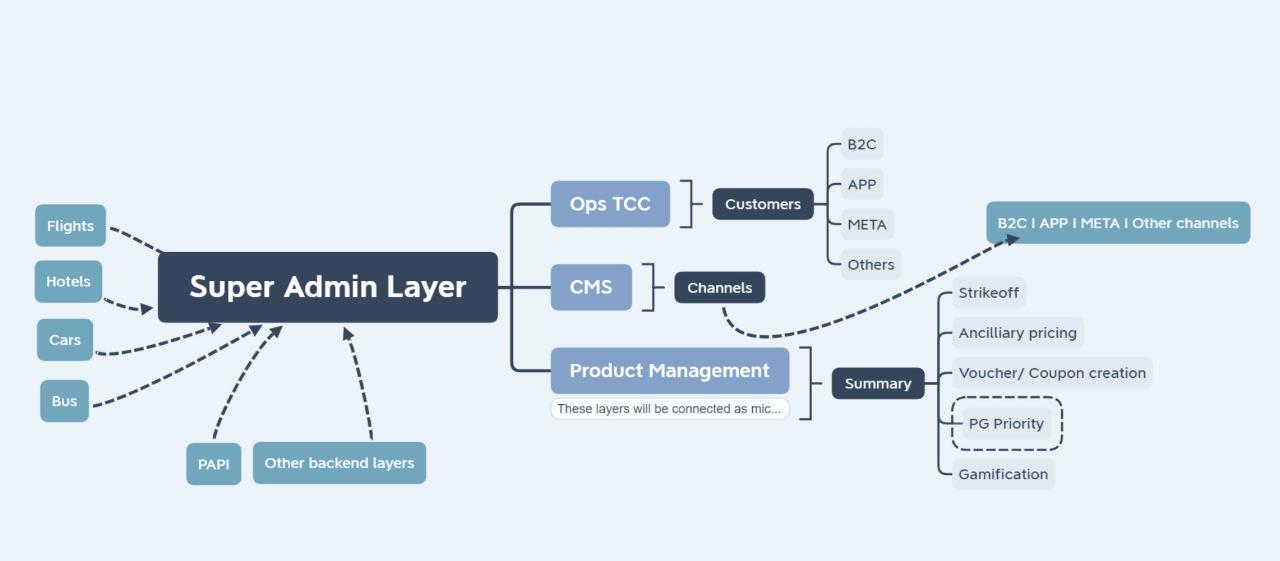 Flights
Hotels
Cars
Bus
PAPI
Other backend layers
Super Admin Layer
Ops TCC
Customers
B2C
APP
META
Others
CMS
Channels
B2C I APP I META I Other channels
Product Management
These layers will be connected as mic...
Summary
Strikeoff
Ancilliary pricing
Voucher/ Coupon creation
PG Priority
Gamification